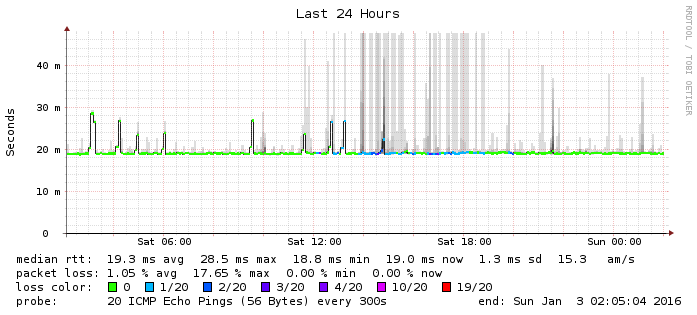 Last 24 Hours
RRDTOOL / TOBI OETIKER
Seconds
40 m
30 m
20 m
10 m
0
Sat 06:00 Sat 12:00 Sat 18:00 Sun 00:00
median rtt: 19.3 ms avg 28.5 ms max 18.8 ms min 19.0 ms now 1.3 ms sd 15.3 am/s
packet loss: 1.05 % avg 17.65 % max 0.00 % min 0.00 % now
loss color: 0 1/20 2/20 3/20 4/20 10/20 19/20
probe: 20 ICMP Echo Pings (56 Bytes) every 300s end: Sun Jan 3 02:05:04 2016